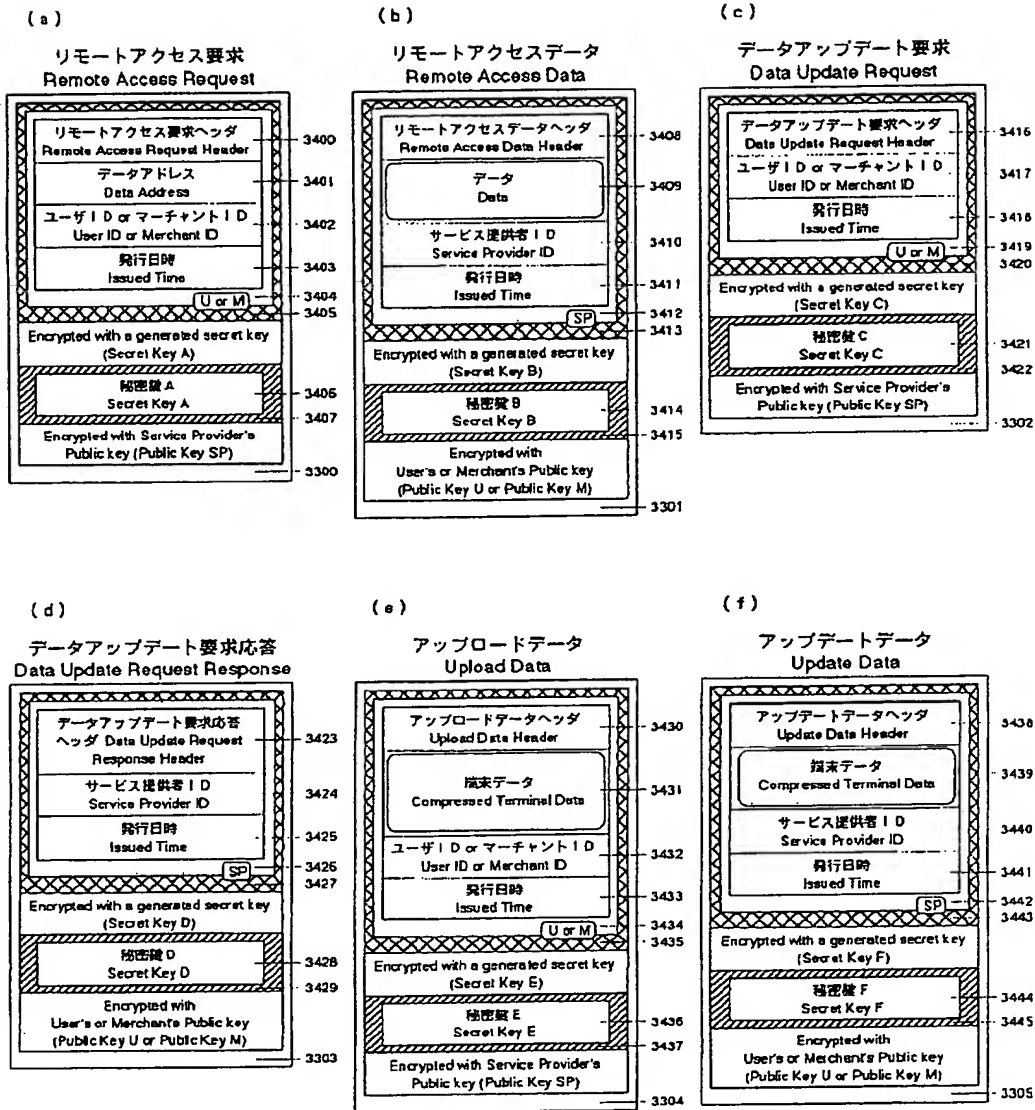 (a)
リモートアクセス要求
Remote Access Request
リモートアクセス要求ヘッダ
Remote Access Request Header
3400
データアドレス
Data Address
3401
ユーザID or マーチャントID
User ID or Merchant ID
3402
発行日時
Issued Time
3403
U or M
3404
3405
Encrypted with a generated secret key
(Secret Key A)
秘密鍵A
Secret Key A
3406
3407
Encrypted with Service Provider's
Public key (Public Key SP)
3300
(b)
リモートアクセスデータ
Remote Access Data
リモートアクセスデータヘッダ
Remote Access Data Header
3408
データ
Data
3409
サービス提供者ID
Service Provider ID
3410
発行日時
Issued Time
3411
SP
3412
3413
Encrypted with a generated secret key
(Secret Key B)
秘密鍵B
Secret Key B
3414
3415
Encrypted with
User's or Merchant's Public key
(Public Key U or Public Key M)
3301
(c)
データアップデート要求
Data Update Request
データアップデート要求ヘッダ
Data Update Request Header
3416
ユーザID or マーチャントID
User ID or Merchant ID
3417
発行日時
Issued Time
3418
U or M
3419
3420
Encrypted with a generated secret key
(Secret Key C)
秘密鍵C
Secret Key C
3421
3422
Encrypted with Service Provider's
Public key (Public Key SP)
3302
(d)
データアップデート要求応答
Data Update Request Response
データアップデート要求応答
ヘッダ Data Update Request
Response Header
3423
サービス提供者ID
Service Provider ID
3424
発行日時
Issued Time
3425
SP
3426
3427
Encrypted with a generated secret key
(Secret Key D)
秘密鍵D
Secret Key D
3428
3429
Encrypted with
User's or Merchant's Public key
(Public Key U or Public Key M)
3303
(e)
アップロードデータ
Upload Data
アップロードデータヘッダ
Upload Data Header
3430
端末データ
Compressed Terminal Data
3431
ユーザID or マーチャントID
User ID or Merchant ID
3432
発行日時
Issued Time
3433
U or M
3434
3435
Encrypted with a generated secret key
(Secret Key E)
秘密鍵E
Secret Key E
3436
3437
Encrypted with Service Provider's
Public key (Public Key SP)
3304
(f)
アップデートデータ
Update Data
アップデートデータヘッダ
Update Data Header
3438
端末データ
Compressed Terminal Data
3439
サービス提供者ID
Service Provider ID
3440
発行日時
Issued Time
3441
SP
3442
3443
Encrypted with a generated secret key
(Secret Key F)
秘密鍵F
Secret Key F
3444
3445
Encrypted with
User's or Merchant's Public key
(Public Key U or Public Key M)
3305